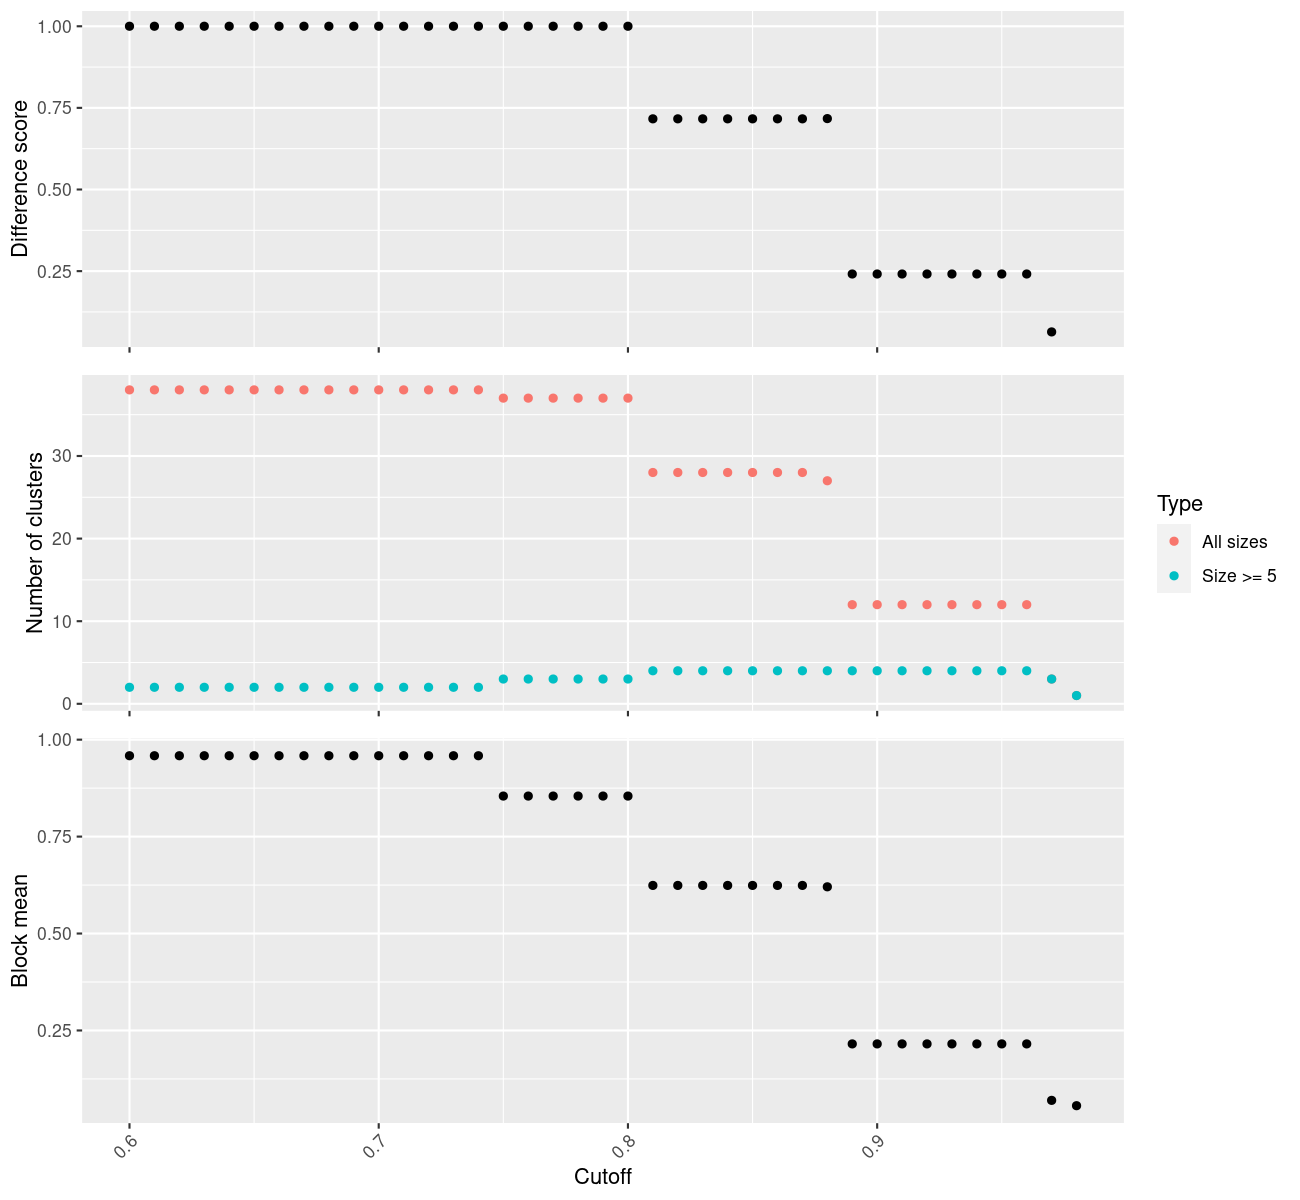 1.00
0.75
0.50
0.25
Difference score
30
20
10
0
Number of clusters
Type
All sizes
Size >= 5
1.00
0.75
0.50
0.25
Block mean
0.6
0.7
0.8
0.9
Cutoff